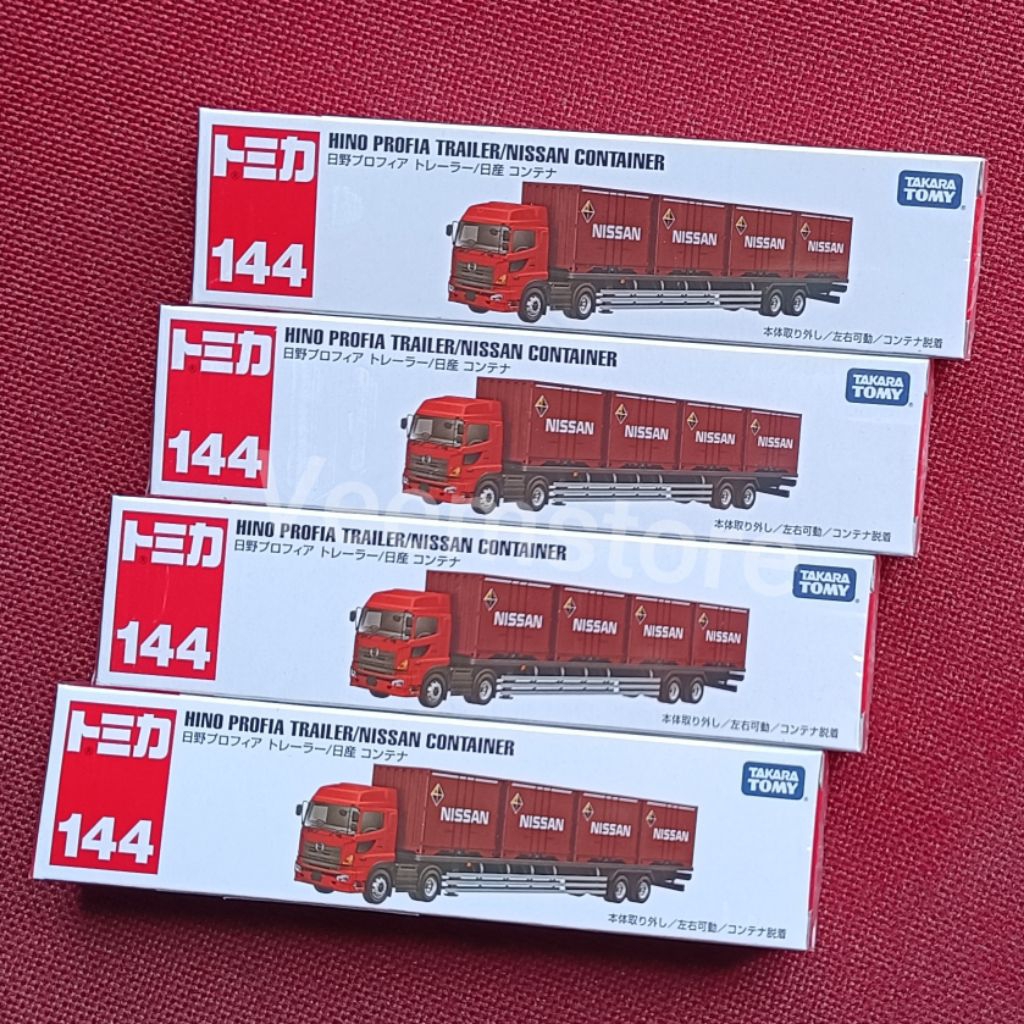 トミカ
144
HINO PROFIA TRAILER/NISSAN CONTAINER
日野プロフィア トレーラー/日産 コンテナ
TAKARA TOMY
NISSAN NISSAN NISSAN NISSAN
本体取り外し/左右可動/コンテナ脱着
トミカ
144
HINO PROFIA TRAILER/NISSAN CONTAINER
日野プロフィア トレーラー/日産 コンテナ
TAKARA TOMY
NISSAN NISSAN NISSAN NISSAN
本体取り外し/左右可動/コンテナ脱着
トミカ
144
HINO PROFIA TRAILER/NISSAN CONTAINER
日野プロフィア トレーラー/日産 コンテナ
TAKARA TOMY
NISSAN NISSAN NISSAN NISSAN
本体取り外し/左右可動/コンテナ脱着
トミカ
144
HINO PROFIA TRAILER/NISSAN CONTAINER
日野プロフィア トレーラー/日産 コンテナ
TAKARA TOMY
NISSAN NISSAN NISSAN NISSAN
本体取り外し/左右可動/コンテナ脱着